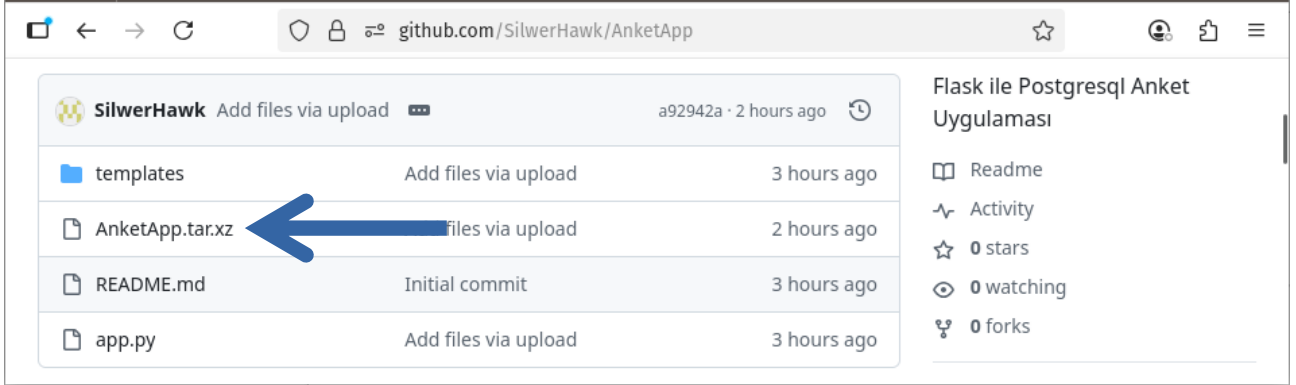 github.com/SilwerHawk/AnketApp
SilwerHawk Add files via upload a92942a · 2 hours ago
templates Add files via upload 3 hours ago
AnketApp.tar.xz files via upload 2 hours ago
README.md Initial commit 3 hours ago
app.py Add files via upload 3 hours ago
Flask ile Postgresql Anket
Uygulaması
Readme
Activity
0 stars
0 watching
0 forks